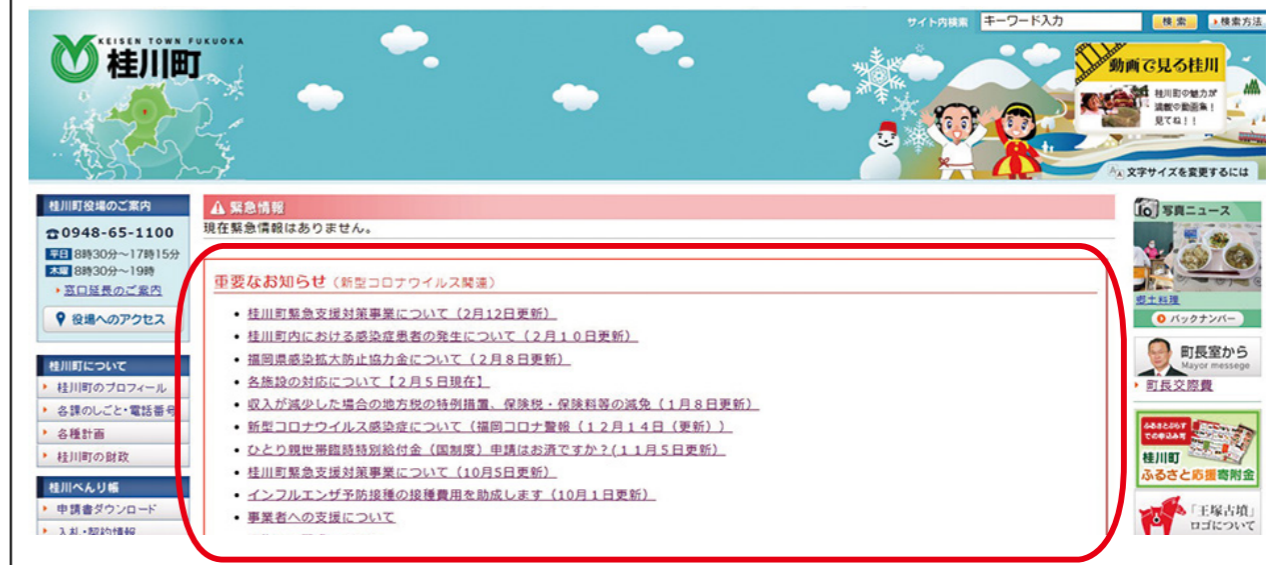 KEISEN TOWN FUKUOKA
桂川町
サイト内検索 キーワード入力 検索 検索方法
動画で見る桂川
桂川町の魅力が
満載の動画集!
見てね!!
文字サイズを変更するには
桂川町役場のご案内
☎0948-65-1100
平日 8時30分～17時15分
木曜 8時30分～19時
窓口延長のご案内
役場へのアクセス
桂川町について
桂川町のプロフィール
各課のしごと・電話番号
各種計画
桂川町の財政
桂川べんり帳
申請書ダウンロード
入札・契約情報
緊急情報
現在緊急情報はありません。
重要なお知らせ（新型コロナウイルス関連）
• 桂川町緊急支援対策事業について（2月12日更新）
• 桂川町内における感染症患者の発生について（２月１０日更新）
• 福岡県感染拡大防止協力金について（２月８日更新）
• 各施設の対応について【２月５日現在】
• 収入が減少した場合の地方税の特例措置、保険税・保険料等の減免（１月８日更新）
• 新型コロナウイルス感染症について（福岡コロナ警報（１２月１４日（更新））
• ひとり親世帯臨時特別給付金（国制度）申請はお済ですか？(１１月５日更新）
• 桂川町緊急支援対策事業について（10月5日更新）
• インフルエンザ予防接種の接種費用を助成します（10月１日更新）
• 事業者への支援について
写真ニュース
郷土料理
バックナンバー
町長室から
Mayor messege
町長交際費
ふるさとぷらす
での申込み可
桂川町
ふるさと応援寄附金
「王塚古墳」
ロゴについて